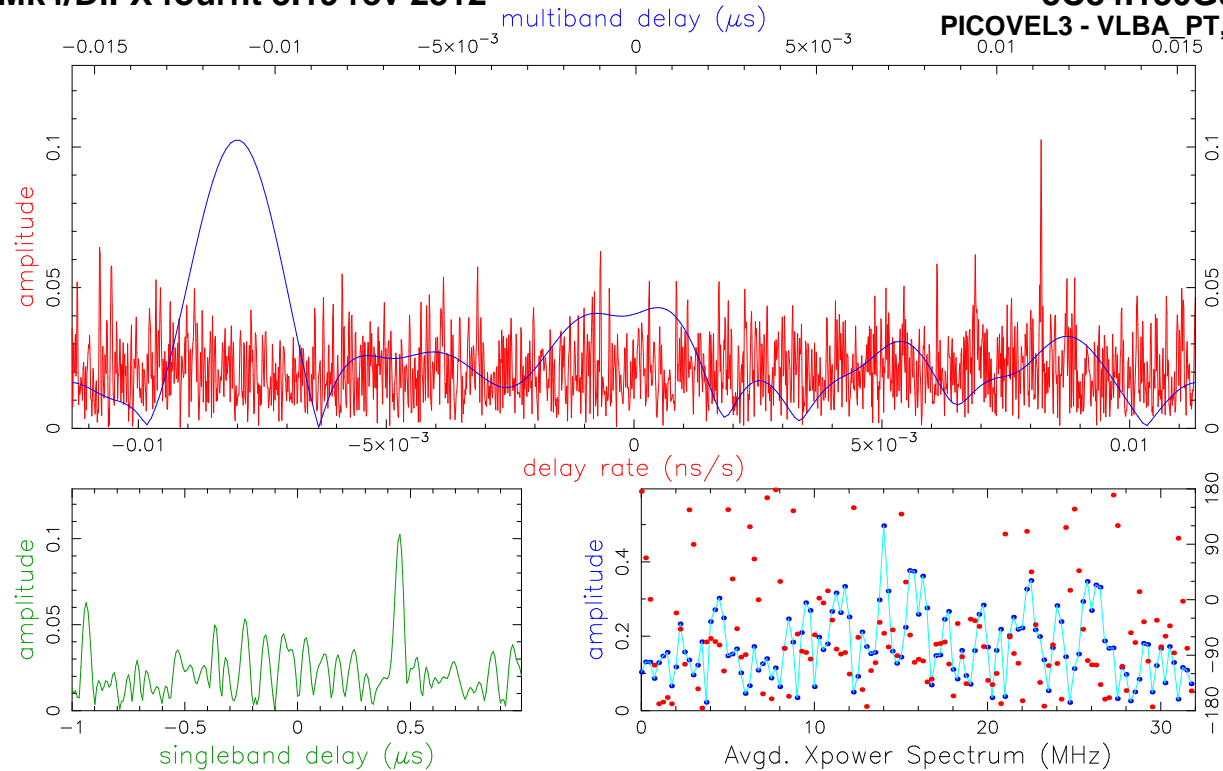 multiband delay (μs)
PICOVEL3 - VLBA_PT,
−0.015 −0.01 −5×10⁻³ 0 5×10⁻³ 0.01 0.015
amplitude
0 0.05 0.1
0 0.05 0.1
−0.01 −5×10⁻³ 0 5×10⁻³ 0.01
delay rate (ns/s)
amplitude
0 0.05 0.1
−1 −0.5 0 0.5
singleband delay (μs)
amplitude
0 0.2 0.4
−180 −90 0 90 180
0 10 20 30
Avgd. Xpower Spectrum (MHz)